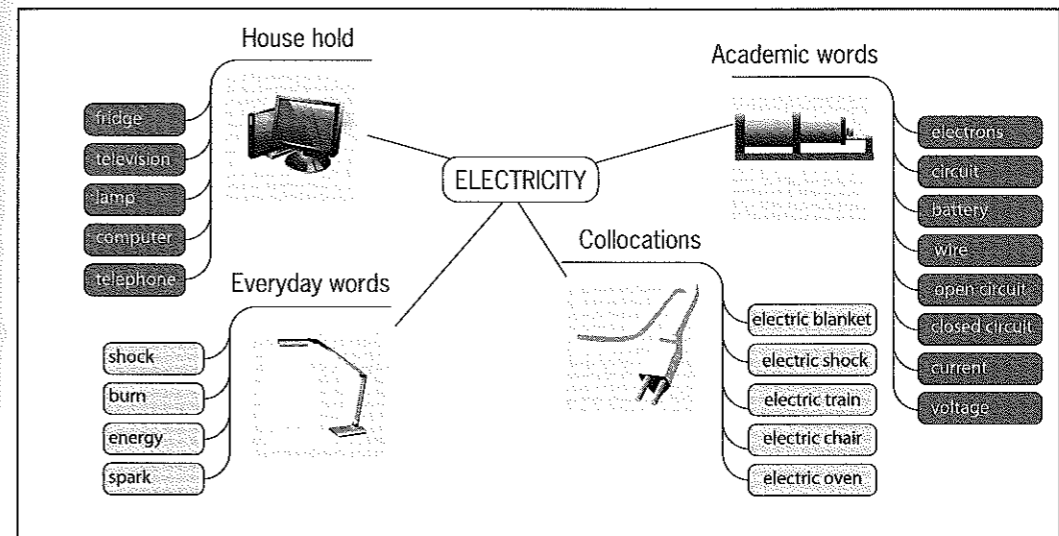 House hold
fridge
television
lamp
computer
telephone
Academic words
electrons
circuit
battery
wire
open circuit
closed circuit
current
voltage
ELECTRICITY
Everyday words
shock
burn
energy
spark
Collocations
electric blanket
electric shock
electric train
electric chair
electric oven